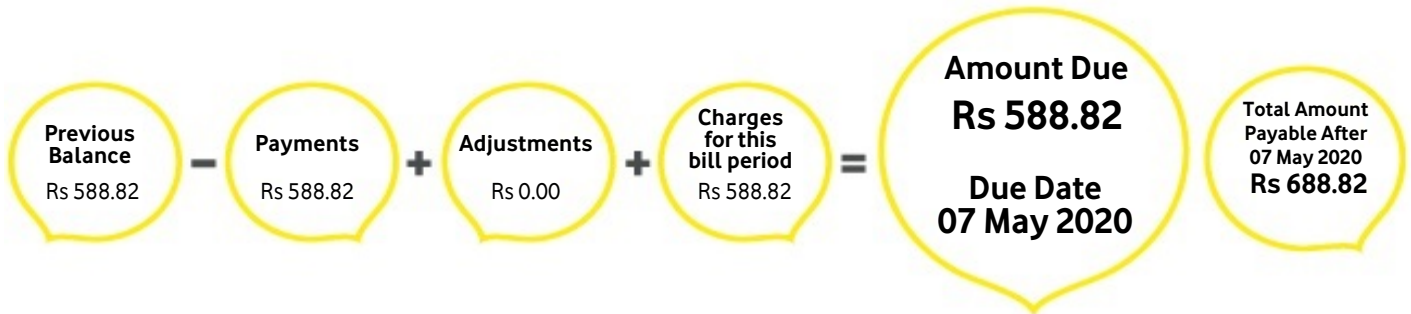 Previous
Balance
Rs 588.82
-
Payments
Rs 588.82
+
Adjustments
Rs 0.00
+
Charges
for this
bill period
Rs 588.82
=
Amount Due
Rs 588.82
Due Date
07 May 2020
Total Amount
Payable After
07 May 2020
Rs 688.82